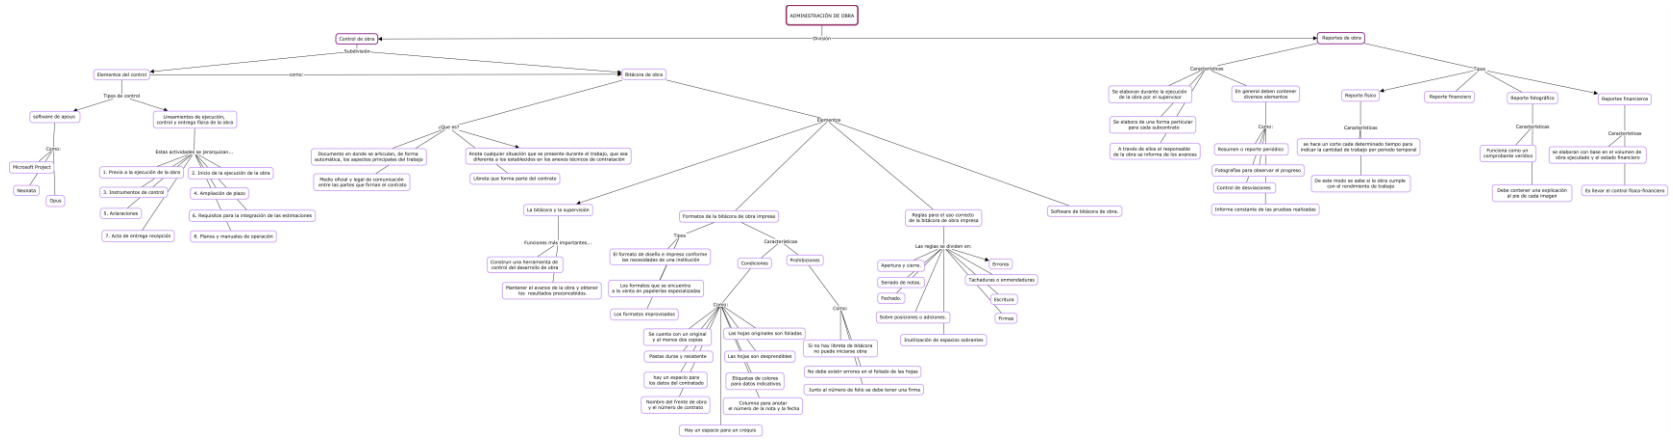 ADMINISTRACIÓN DE OBRA
División
Control de obra
Subdivisión
Elementos del control
como:
Bitácora de obra
Tipos de control
software de apoyo
Como:
Microsoft Project
Neonata
Opus
Lineamientos de ejecución,
control y entrega física de la obra
Estas actividades se jerarquizan...
1. Previo a la ejecución de la obra
2. Inicio de la ejecución de la obra
3. Instrumentos de control
4. Ampliación de plazo
5. Aclaraciones
6. Requisitos para la integración de las estimaciones
7. Acta de entrega recepción
8. Planos y manuales de operación
¿Que es?
Documento en donde se articulan, de forma
automática, los aspectos principales del trabajo
Medio oficial y legal de comunicación
entre las partes que firman el contrato
Anota cualquier situación que se presente durante el trabajo, que sea
diferente a los establecidos en los anexos técnicos de contratación
Libreta que forma parte del contrato
Elementos
La bitácora y la supervisión
Funciones más importantes...
Construir una herramienta de
control del desarrollo de obra
Mantener el avance de la obra y obtener
los resultados preconcebidos.
Formatos de la bitácora de obra impresa
Tipos
El formato de diseño e impreso conforme
las necesidades de una institución
Los formatos que se encuentra
a la venta en papelerías especializadas
Los formatos improvisados
Características
Condiciones
Como:
Se cuenta con un original
y al menos dos copias
Pastas duras y resistente
hay un espacio para
los datos del contratado
Nombre del frente de obra
y el número de contrato
Las hojas originales son foliadas
Las hojas son desprendibles
Etiquetas de colores
para datos indicativos
Columna para anotar
el número de la nota y la fecha
Hay un espacio para un croquis
Prohibiciones
Como:
Si no hay libreta de bitácora
no puede iniciarse obra
No debe existir errores en el foliado de las hojas
Junto al número de folio se debe tener una firma
Reglas para el uso correcto
de la bitácora de obra impresa
Las reglas se dividen en:
Apertura y cierre.
Seriado de notas.
Fechado.
Sobre posiciones o adiciones.
Inutilización de espacios sobrantes
Errores
Tachaduras o enmendaduras
Escritura
Firmas
Software de bitácora de obra.
Reportes de obra
Características
Se elaboran durante la ejecución
de la obra por el supervisor
Se elabora de una forma particular
para cada subcontrato
A través de ellos el responsable
de la obra se informa de los avances
En general deben contener
diversos elementos
Como:
Resumen o reporte periódico
Fotografías para observar el progreso
Control de desviaciones
Informe constante de las pruebas realizadas
Tipos
Reporte físico
Características
se hace un corte cada determinado tiempo para
indicar la cantidad de trabajo por periodo temporal
De este modo se sabe si la obra cumple
con el rendimiento de trabajo
Reporte financiero
Reporte fotográfico
Características
Funciona como un
comprobante verídico
Debe contener una explicación
al pie de cada imagen
Reportes financieros
Características
se elaboran con base en el volumen de
obra ejecutado y el estado financiero
Es llevar el control físico-financiero